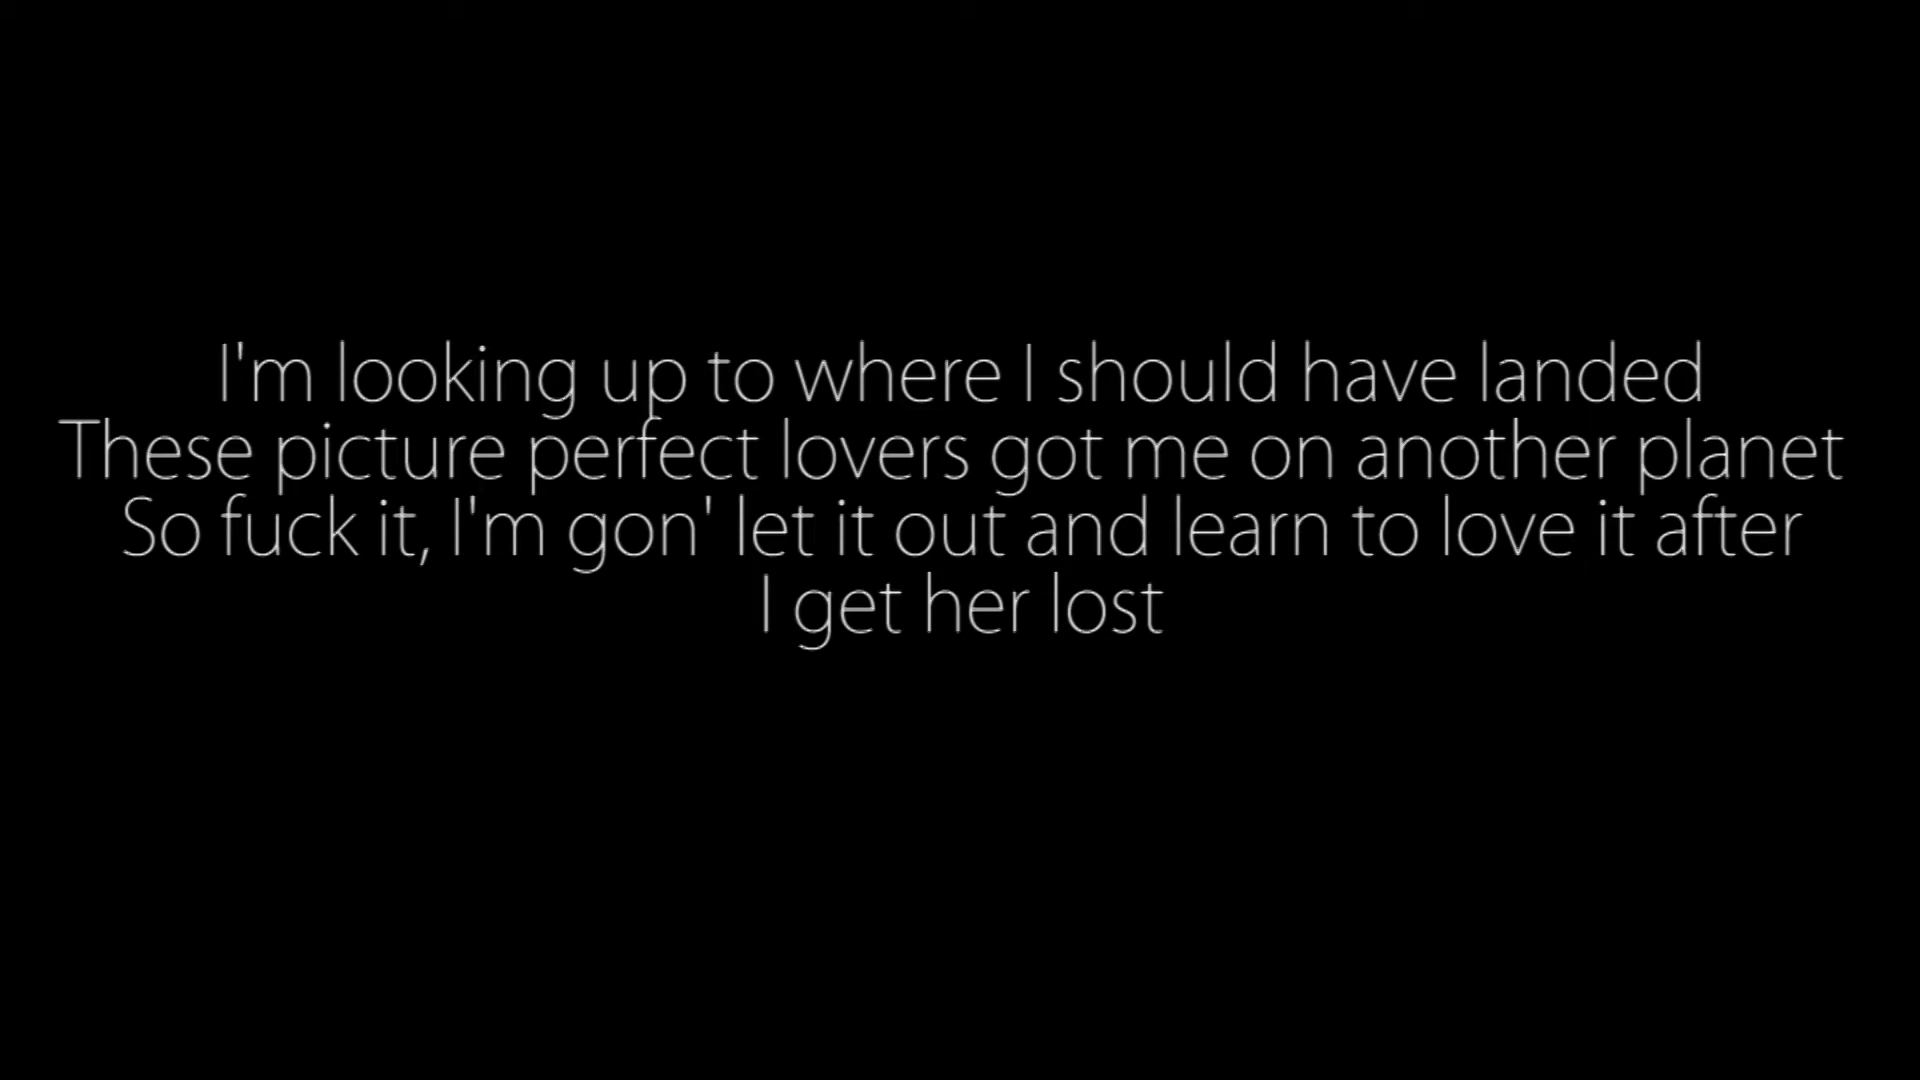 I'm looking up to where I should have landed
These picture perfect lovers got me on another planet
So fuck it, I'm gon' let it out and learn to love it after
I get her lost